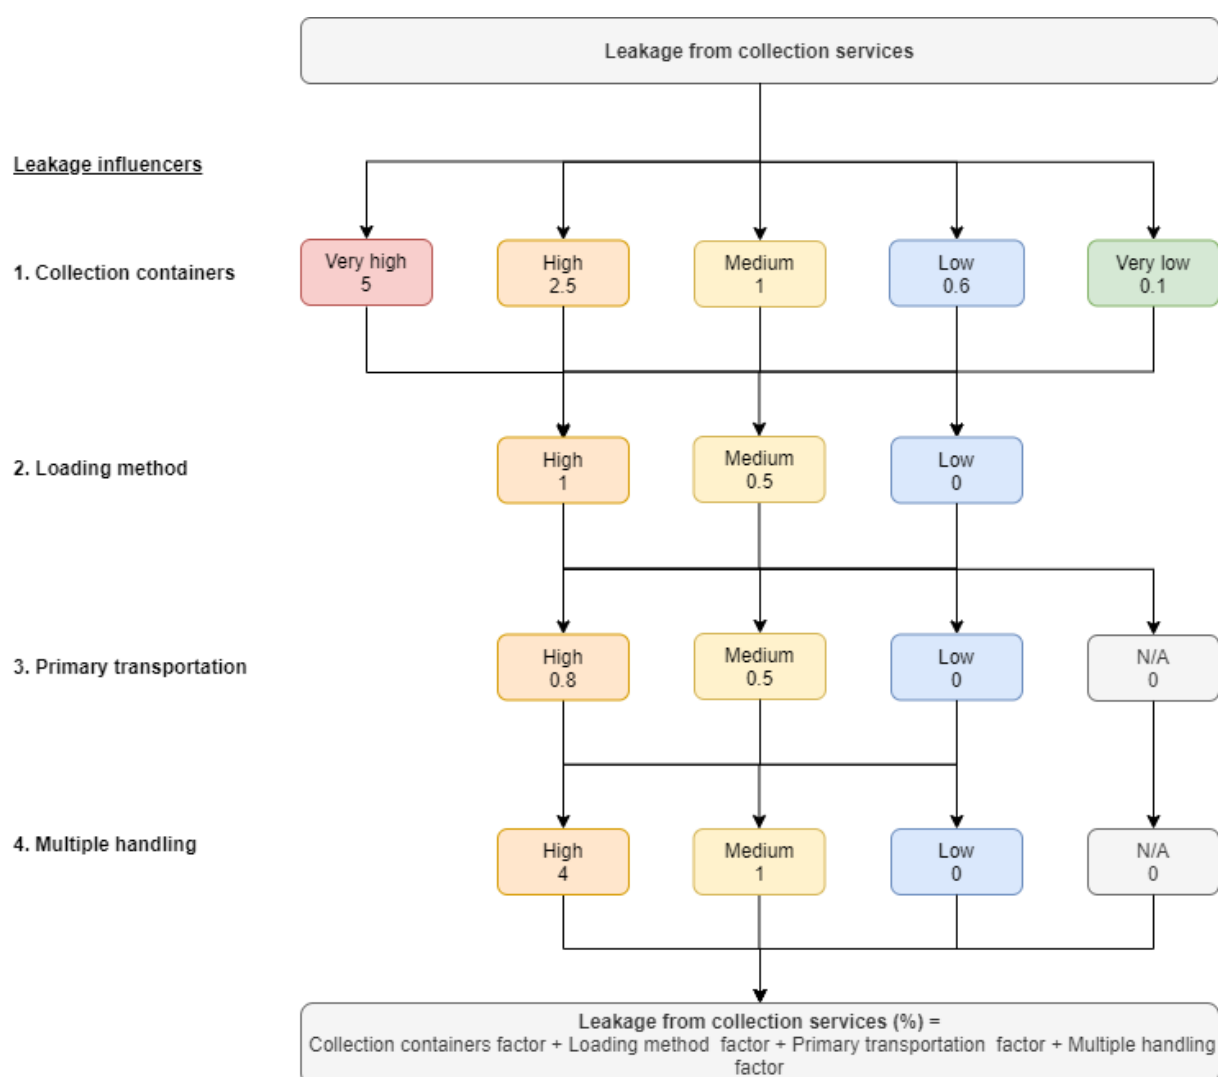 Leakage from collection services
Leakage influencers
1. Collection containers
Very high
5
High
2.5
Medium
1
Low
0.6
Very low
0.1
2. Loading method
High
1
Medium
0.5
Low
0
3. Primary transportation
High
0.8
Medium
0.5
Low
0
N/A
0
4. Multiple handling
High
4
Medium
1
Low
0
N/A
0
Leakage from collection services (%) =
Collection containers factor + Loading method factor + Primary transportation factor + Multiple handling
factor